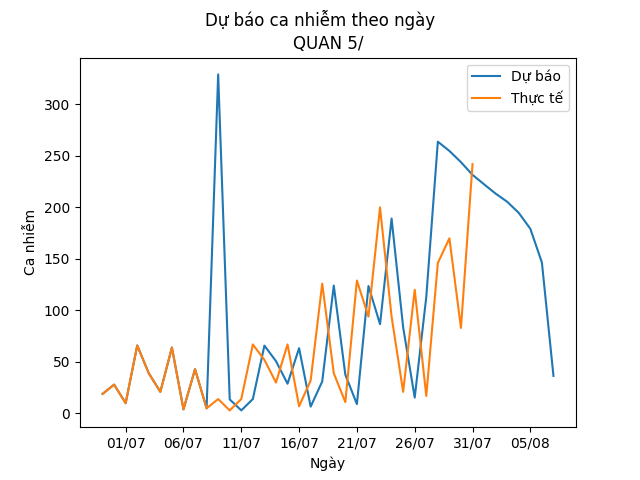 Dự báo ca nhiễm theo ngày
QUAN 5/
Dự báo
Thực tế
Ca nhiễm
300
250
200
150
100
50
0
01/07 06/07 11/07 16/07 21/07 26/07 31/07 05/08
Ngày